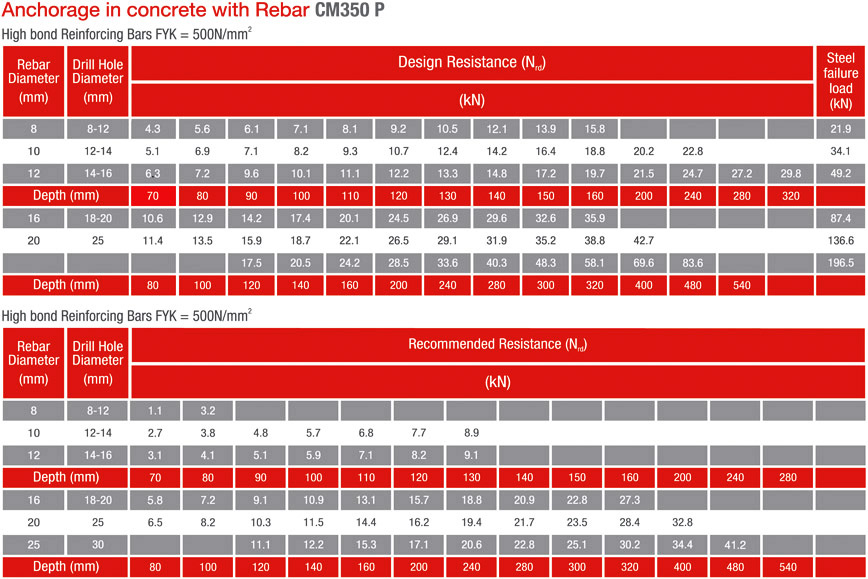 Anchorage in concrete with Rebar CM350 P
High bond Reinforcing Bars FYK = 500N/mm²
Rebar Diameter (mm) Drill Hole Diameter (mm) Design Resistance (Nrd) Steel failure load (kN)
(kN)
8 8-12 4.3 5.6 6.1 7.1 8.1 9.2 10.5 12.1 13.9 15.8 21.9
10 12-14 5.1 6.9 7.1 8.2 9.3 10.7 12.4 14.2 16.4 18.8 20.2 22.8 34.1
12 14-16 6.3 7.2 9.6 10.1 11.1 12.2 13.3 14.8 17.2 19.7 21.5 24.7 27.2 29.8 49.2
Depth (mm) 70 80 90 100 110 120 130 140 150 160 200 240 280 320
16 18-20 10.6 12.9 14.2 17.4 20.1 24.5 26.9 29.6 32.6 35.9 87.4
20 25 11.4 13.5 15.9 18.7 22.1 26.5 29.1 31.9 35.2 38.8 42.7 136.6
17.5 20.5 24.2 28.5 33.6 40.3 48.3 58.1 69.6 83.6 196.5
Depth (mm) 80 100 120 140 160 200 240 280 300 320 400 480 540
High bond Reinforcing Bars FYK = 500N/mm²
Rebar Diameter (mm) Drill Hole Diameter (mm) Recommended Resistance (Nrd)
(kN)
8 8-12 1.1 3.2
10 12-14 2.7 3.8 4.8 5.7 6.8 7.7 8.9
12 14-16 3.1 4.1 5.1 5.9 7.1 8.2 9.1
Depth (mm) 70 80 90 100 110 120 130 140 150 160 200 240 280
16 18-20 5.8 7.2 9.1 10.9 13.1 15.7 18.8 20.9 22.8 27.3
20 25 6.5 8.2 10.3 11.5 14.4 16.2 19.4 21.7 23.5 28.4 32.8
25 30 11.1 12.2 15.3 17.1 20.6 22.8 25.1 30.2 34.4 41.2
Depth (mm) 80 100 120 140 160 200 240 280 300 320 400 480 540